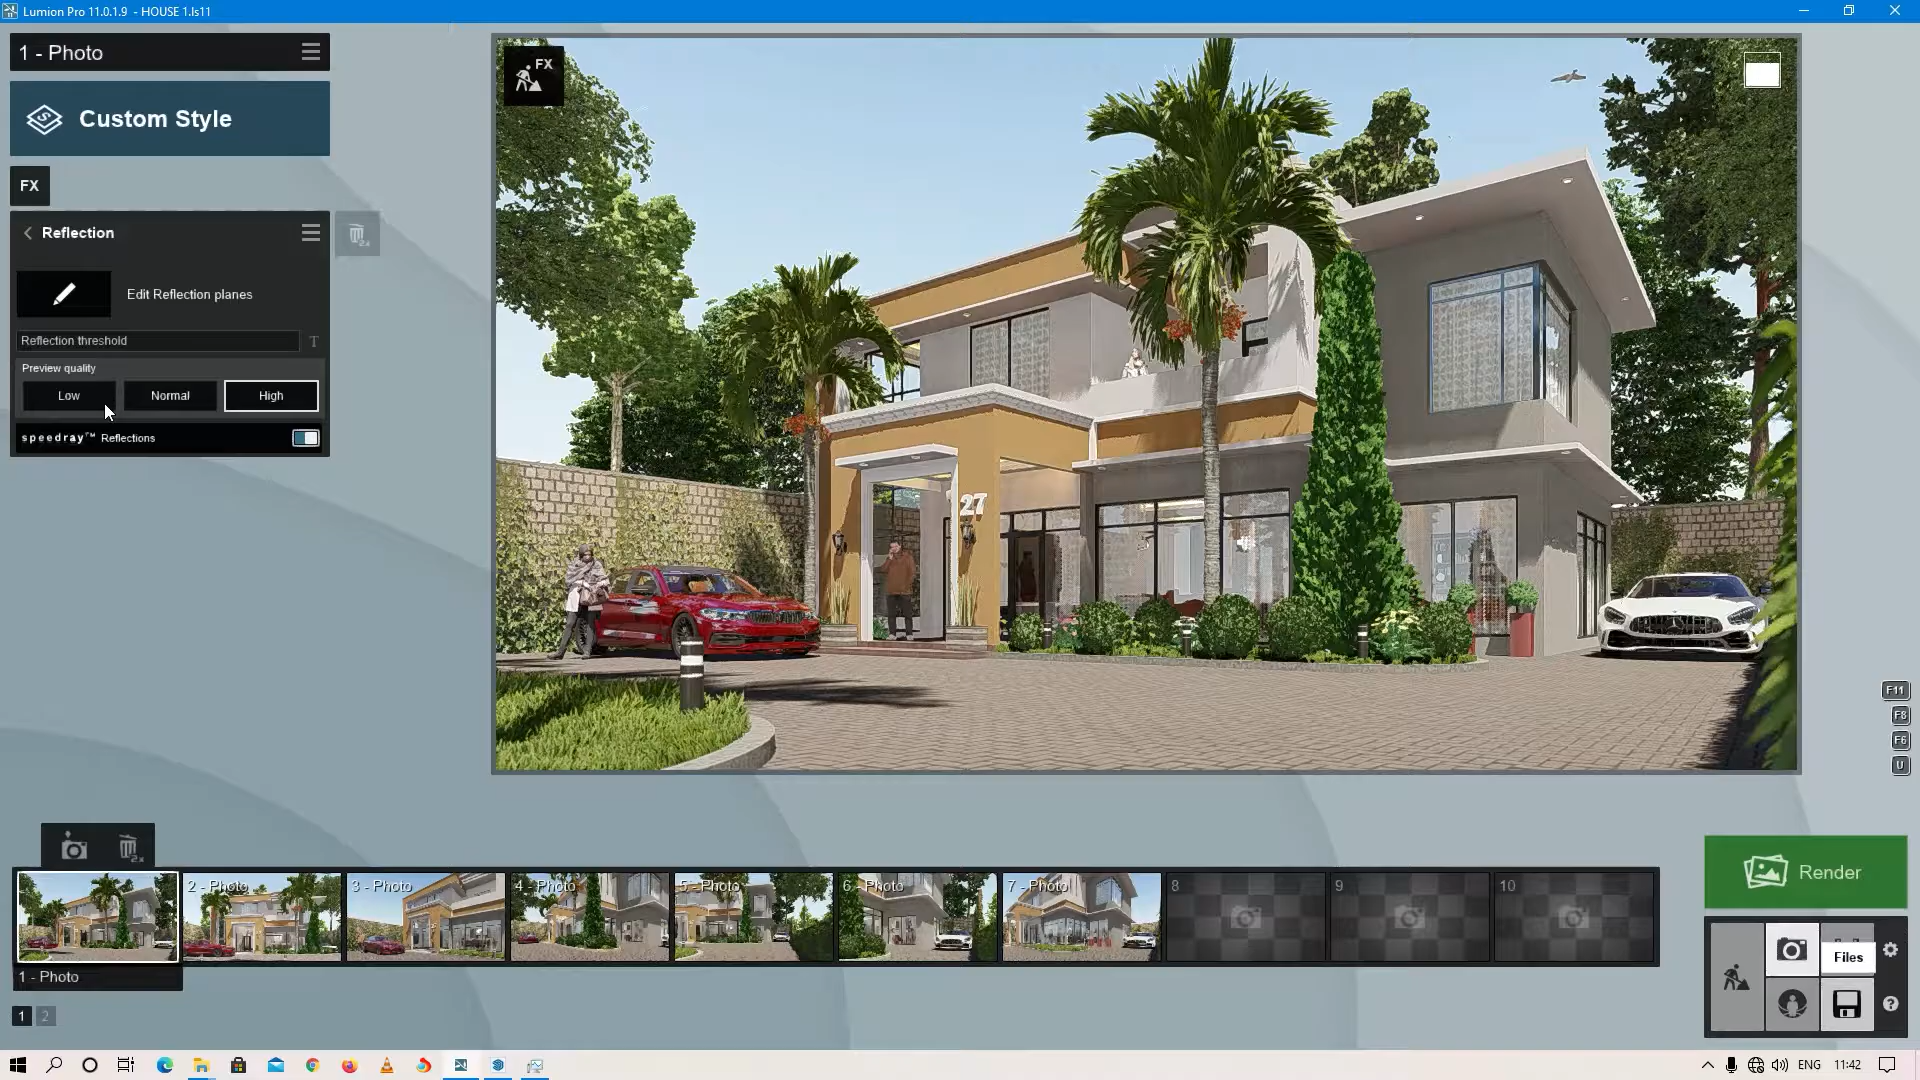 Lumion Pro 11.0.1.9 - HOUSE 1.ls11
1 - Photo
Custom Style
FX
Reflection
Edit Reflection planes
Reflection threshold
T
Preview quality
Low
Normal
High
speedray™ Reflections
FX
27
F11
F8
F6
U
2 - Photo
3 - Photo
4 - Photo
5 - Photo
6 - Photo
7 - Photo
8
9
10
1 - Photo
1
2
Render
Files
ENG
11:42